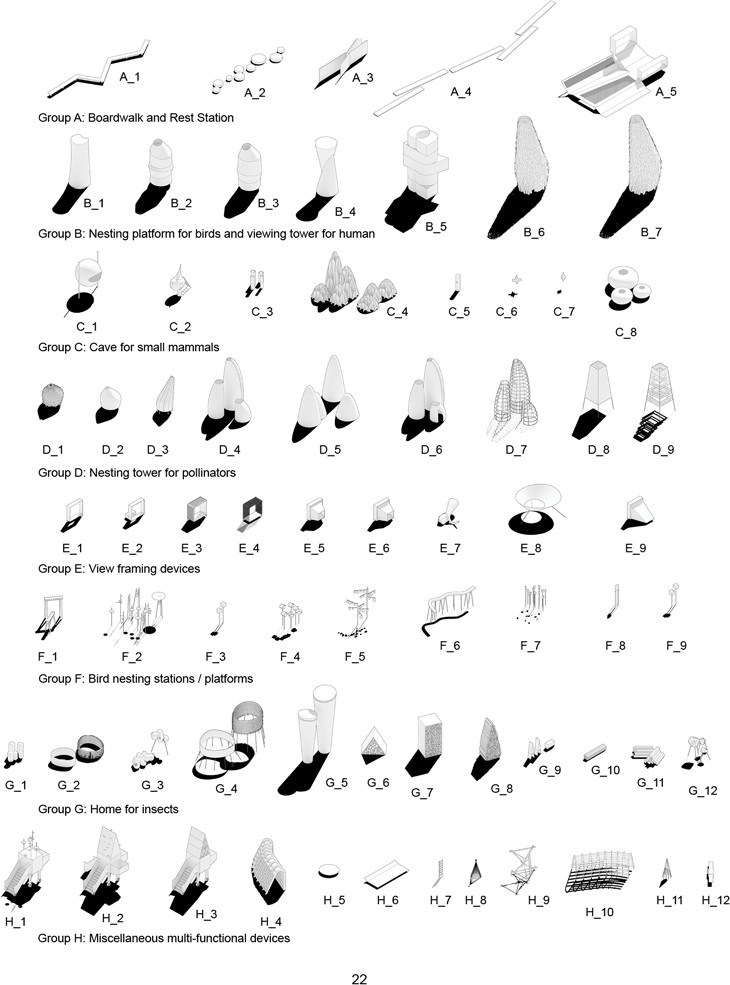 A_1 A_2 A_3 A_4 A_5
Group A: Boardwalk and Rest Station
B_1 B_2 B_3 B_4 B_5 B_6 B_7
Group B: Nesting platform for birds and viewing tower for human
C_1 C_2 C_3 C_4 C_5 C_6 C_7 C_8
Group C: Cave for small mammals
D_1 D_2 D_3 D_4 D_5 D_6 D_7 D_8 D_9
Group D: Nesting tower for pollinators
E_1 E_2 E_3 E_4 E_5 E_6 E_7 E_8 E_9
Group E: View framing devices
F_1 F_2 F_3 F_4 F_5 F_6 F_7 F_8 F_9
Group F: Bird nesting stations / platforms
G_1 G_2 G_3 G_4 G_5 G_6 G_7 G_8 G_9 G_10 G_11 G_12
Group G: Home for insects
H_1 H_2 H_3 H_4 H_5 H_6 H_7 H_8 H_9 H_10 H_11 H_12
Group H: Miscellaneous multi-functional devices
22